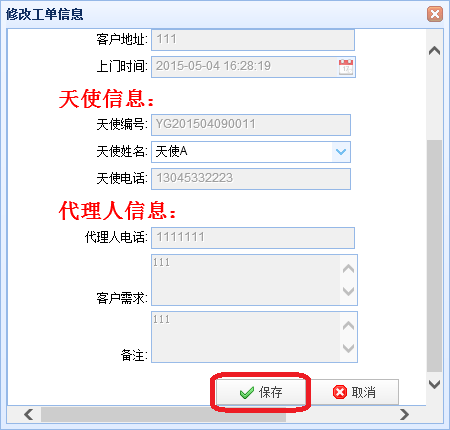 修改工单信息
客户地址: 111
上门时间: 2015-05-04 16:28:19
天使信息:
天使编号: YG201504090011
天使姓名: 天使A
天使电话: 13045332223
代理人信息:
代理人电话: 1111111
111
客户需求:
111
备注:
保存 取消